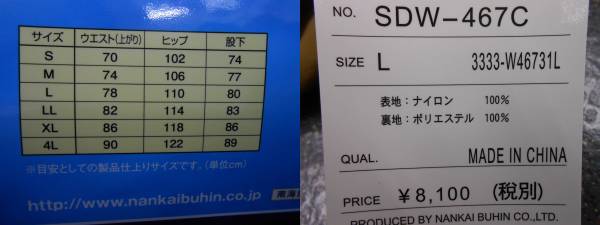 サイズ ウエスト(上がり) ヒップ 股下
S 70 102 74
M 74 106 77
L 78 110 80
LL 82 114 83
XL 86 118 86
4L 90 122 89
※目安としての製品仕上りサイズです。(単位cm)
http://www.nankaibuhin.co.jp 南海
NO. SDW-467C
SIZE L 3333-W46731L
表地:ナイロン 100%
裏地:ポリエステル 100%
QUAL. MADE IN CHINA
PRICE ¥8,100 (税別)
PRODUCED BY NANKAI BUHIN CO.,LTD.